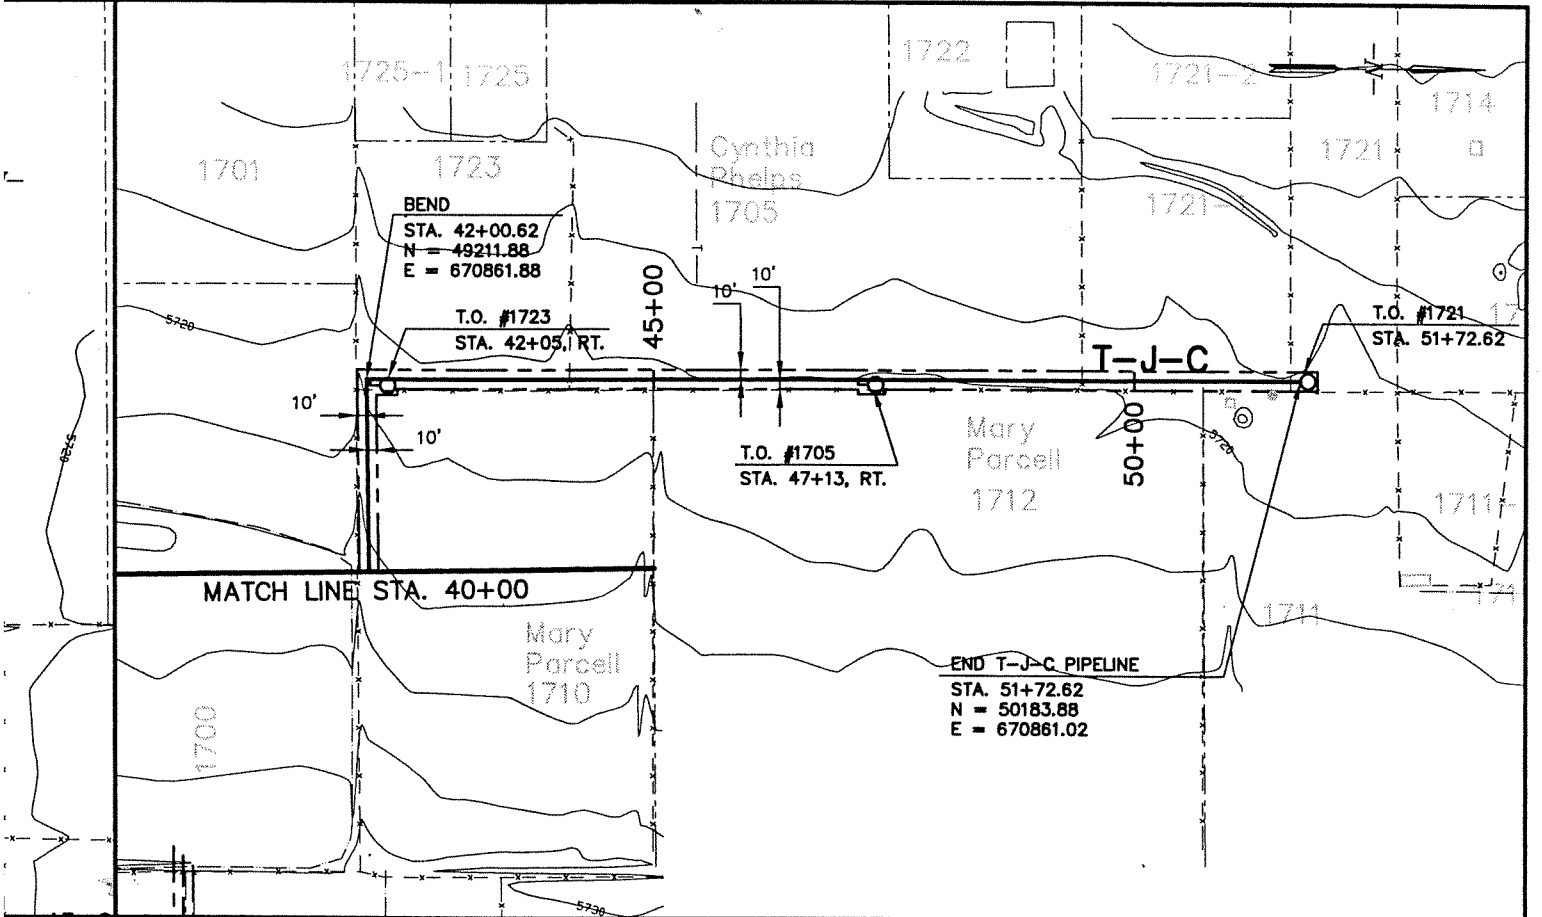 1725-1
1725
1722
1721-2
1714
1701
1723
Cynthia
Phelps
1705
1721
BEND
STA. 42+00.62
N = 49211.88
E = 670861.88
45+00
10'
10'
T.O. #1723
STA. 42+05, RT.
T.O. #1721
STA. 51+72.62
5720
T-J-C
10'
10'
5720
T.O. #1705
STA. 47+13, RT.
Mary
Parcell
1712
50+00
5720
MATCH LINE STA. 40+00
1711
Mary
Parcell
1710
1700
END T-J-C PIPELINE
STA. 51+72.62
N = 50183.88
E = 670861.02
5730